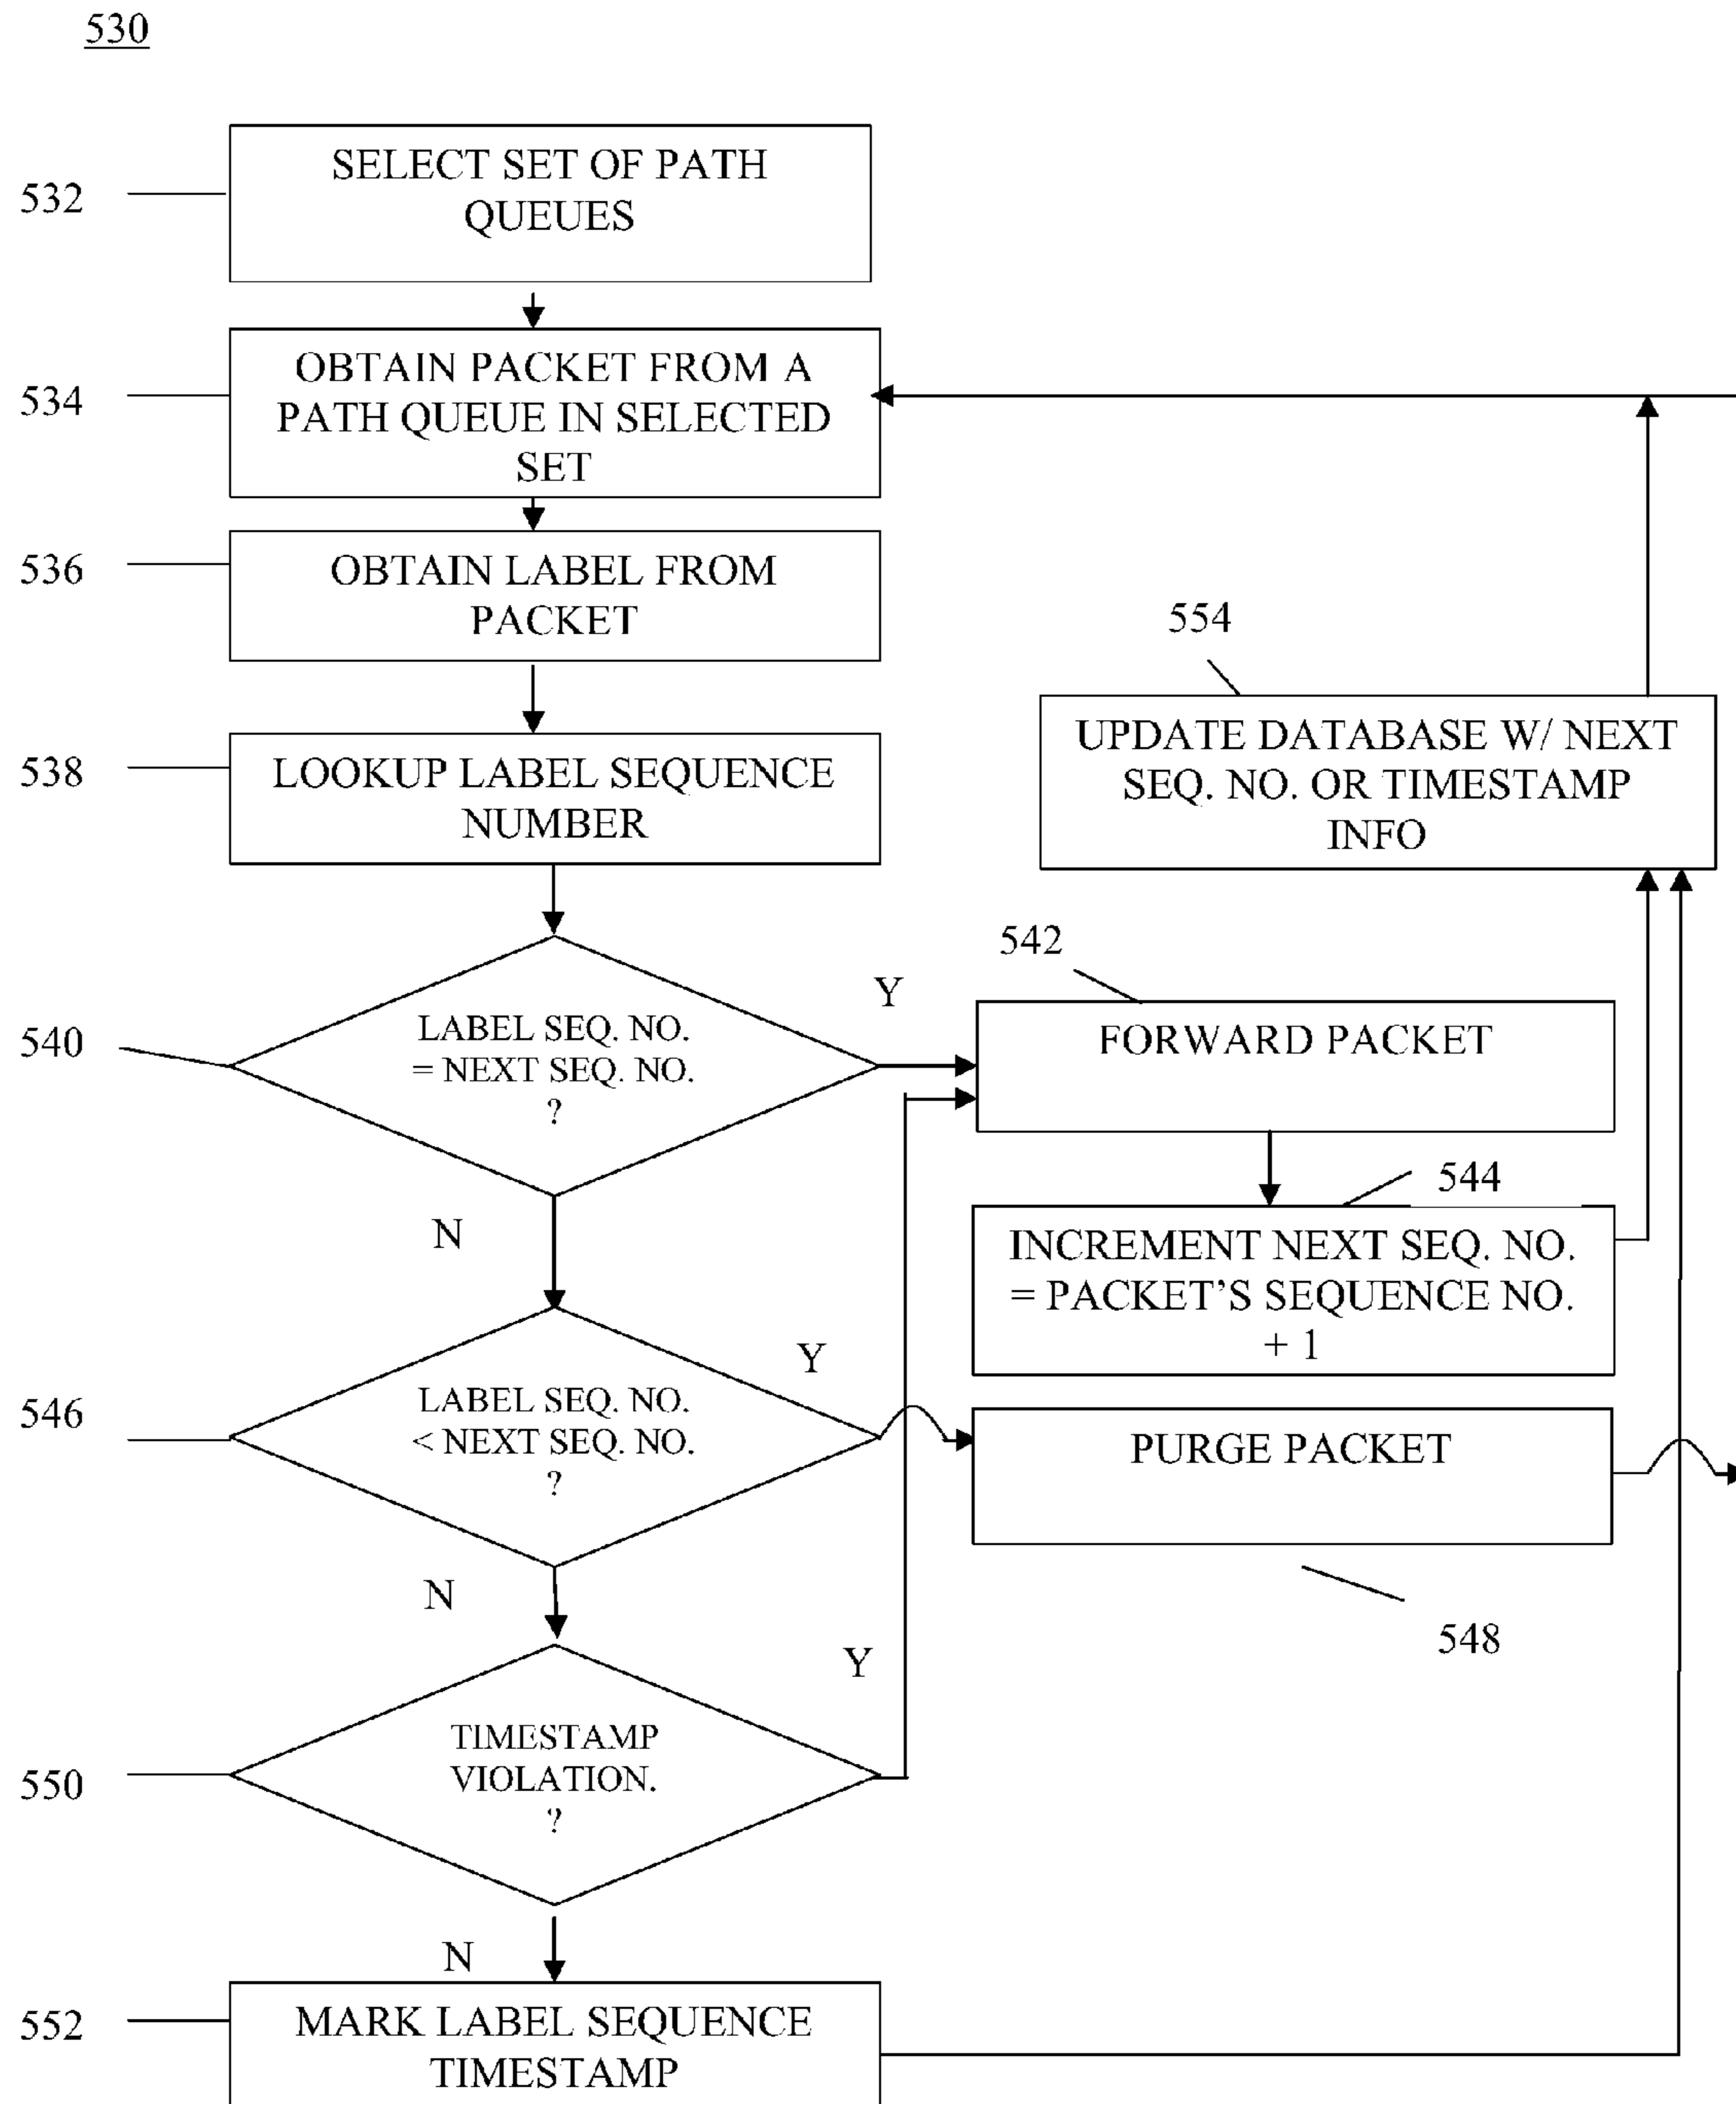 530
532
SELECT SET OF PATH
QUEUES
534
OBTAIN PACKET FROM A
PATH QUEUE IN SELECTED
SET
536
OBTAIN LABEL FROM
PACKET
554
538
LOOKUP LABEL SEQUENCE
NUMBER
UPDATE DATABASE W/ NEXT
SEQ. NO. OR TIMESTAMP
INFO
542
540
LABEL SEQ. NO.
= NEXT SEQ. NO.
?
Y
FORWARD PACKET
N
544
INCREMENT NEXT SEQ. NO.
= PACKET'S SEQUENCE NO.
+ 1
546
LABEL SEQ. NO.
< NEXT SEQ. NO.
?
Y
PURGE PACKET
N
548
550
TIMESTAMP
VIOLATION.
?
Y
N
552
MARK LABEL SEQUENCE
TIMESTAMP